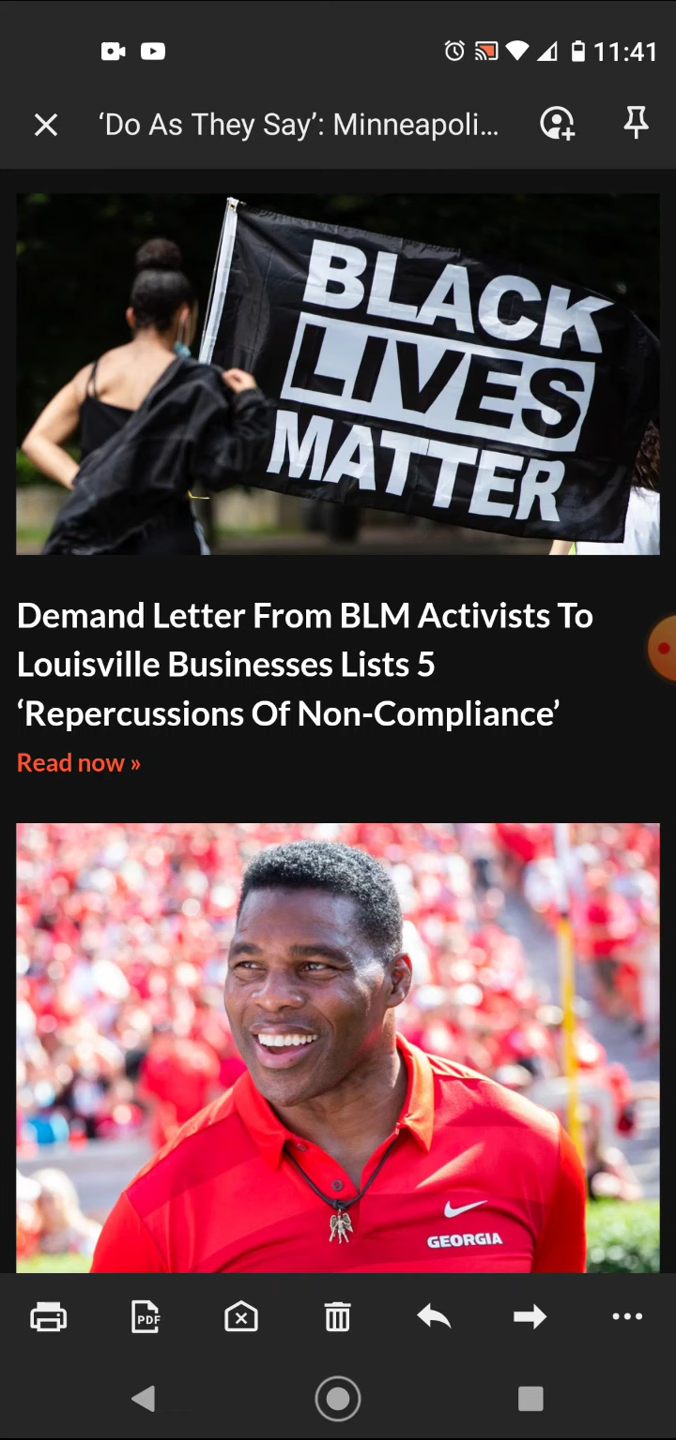 11:41
‘Do As They Say’: Minneapoli...
BLACK
LIVES
MATTER
Demand Letter From BLM Activists To
Louisville Businesses Lists 5
‘Repercussions Of Non-Compliance’
Read now »
GEORGIA
PDF